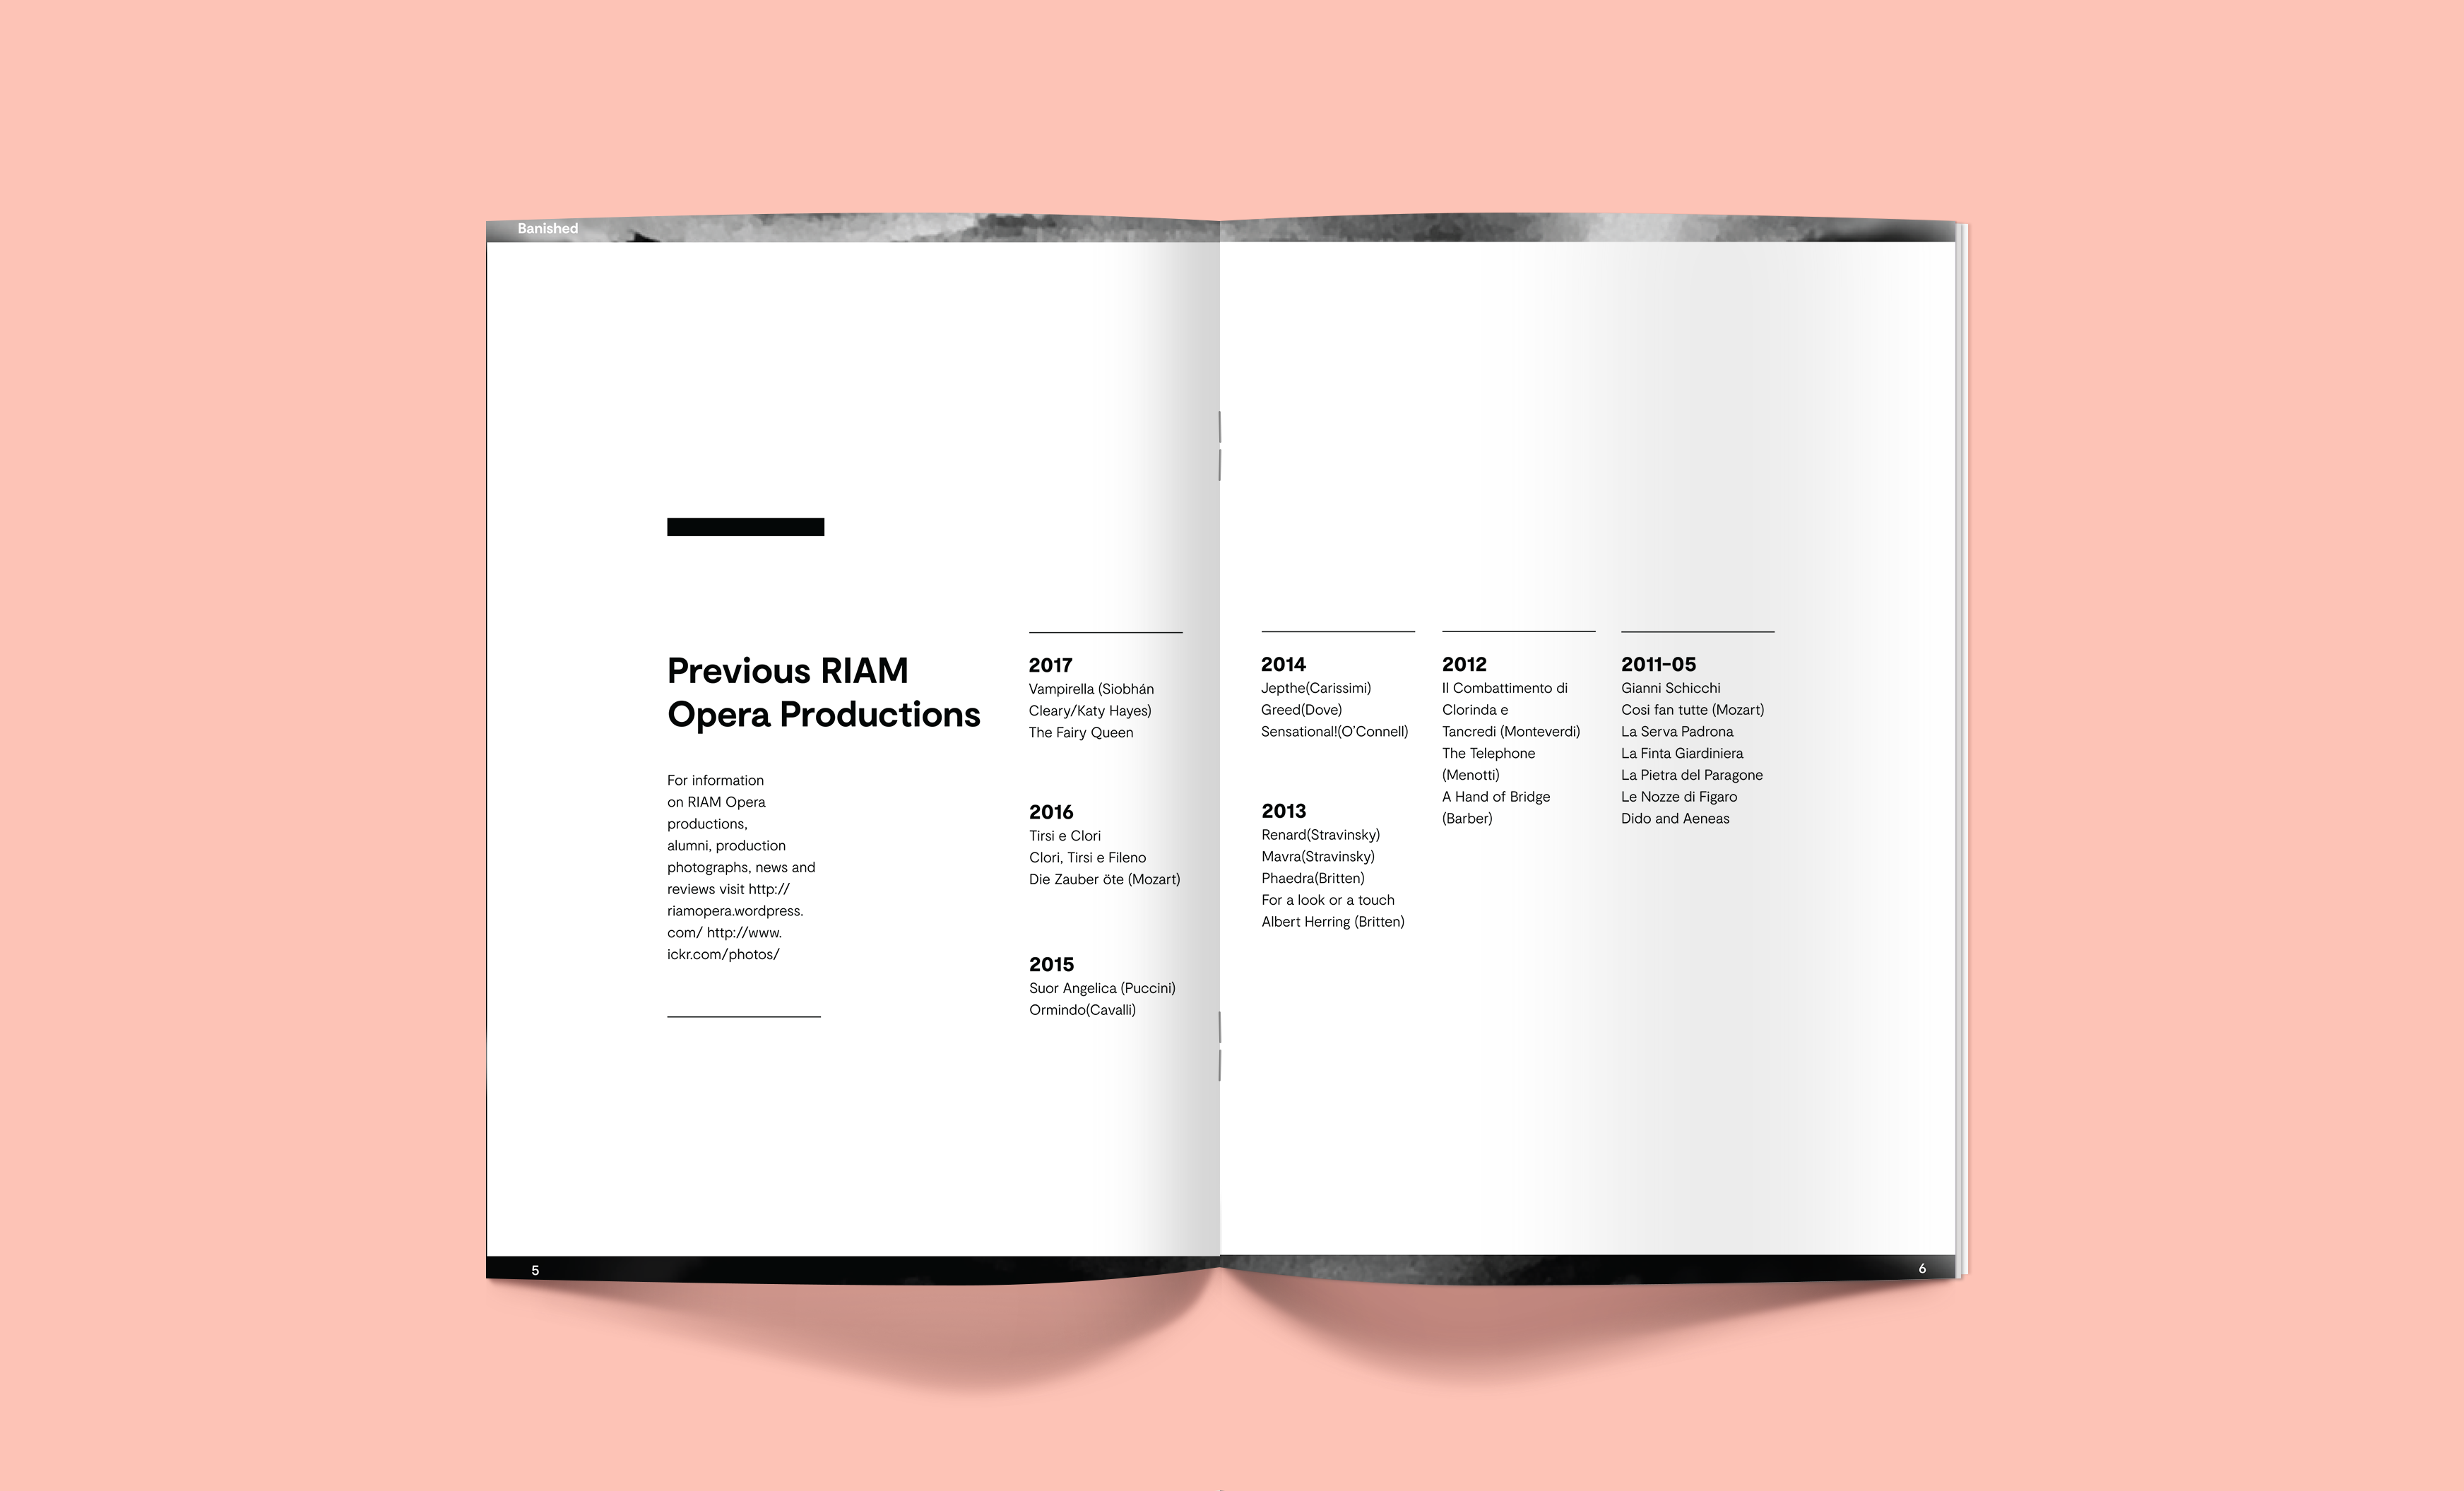 Banished
Previous RIAM
Opera Productions
For information
on RIAM Opera
productions,
alumni, production
photographs, news and
reviews visit http://
riamopera.wordpress.
com/ http://www.
ickr.com/photos/
2017
Vampirella (Siobhán
Cleary/Katy Hayes)
The Fairy Queen
2016
Tirsi e Clori
Clori, Tirsi e Fileno
Die Zauber öte (Mozart)
2015
Suor Angelica (Puccini)
Ormindo(Cavalli)
5
2014
Jepthe(Carissimi)
Greed(Dove)
Sensational!(O'Connell)
2013
Renard(Stravinsky)
Mavra(Stravinsky)
Phaedra(Britten)
For a look or a touch
Albert Herring (Britten)
2012
Il Combattimento di
Clorinda e
Tancredi (Monteverdi)
The Telephone
(Menotti)
A Hand of Bridge
(Barber)
2011-05
Gianni Schicchi
Cosi fan tutte (Mozart)
La Serva Padrona
La Finta Giardiniera
La Pietra del Paragone
Le Nozze di Figaro
Dido and Aeneas
6